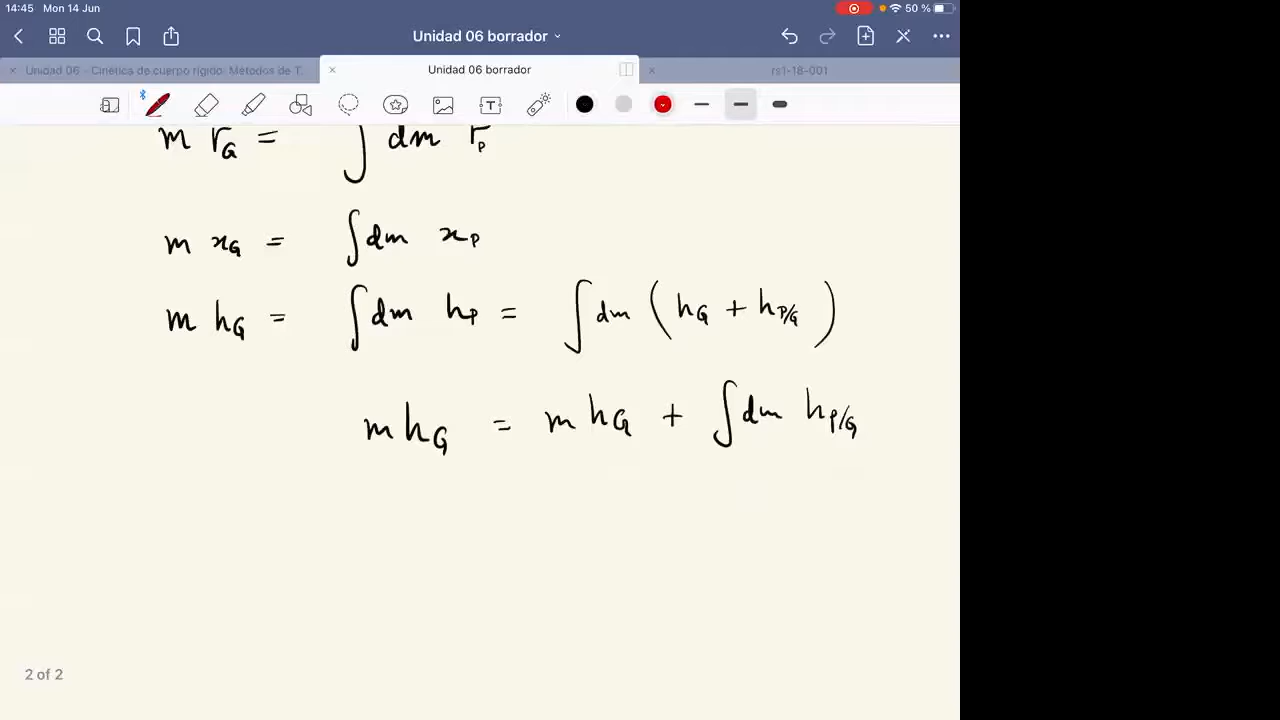 14:45 Mon 14 Jun 50 %
Unidad 06 borrador
Unidad 06 - Cinética de cuerpo rígido: Métodos de T... Unidad 06 borrador rs1-18-001
m r_G = ∫ dm r_P
m x_G = ∫ dm x_P
m h_G = ∫ dm h_P = ∫ dm ( h_G + h_P/G )
m h_G = m h_G + ∫ dm h_P/G
2 of 2